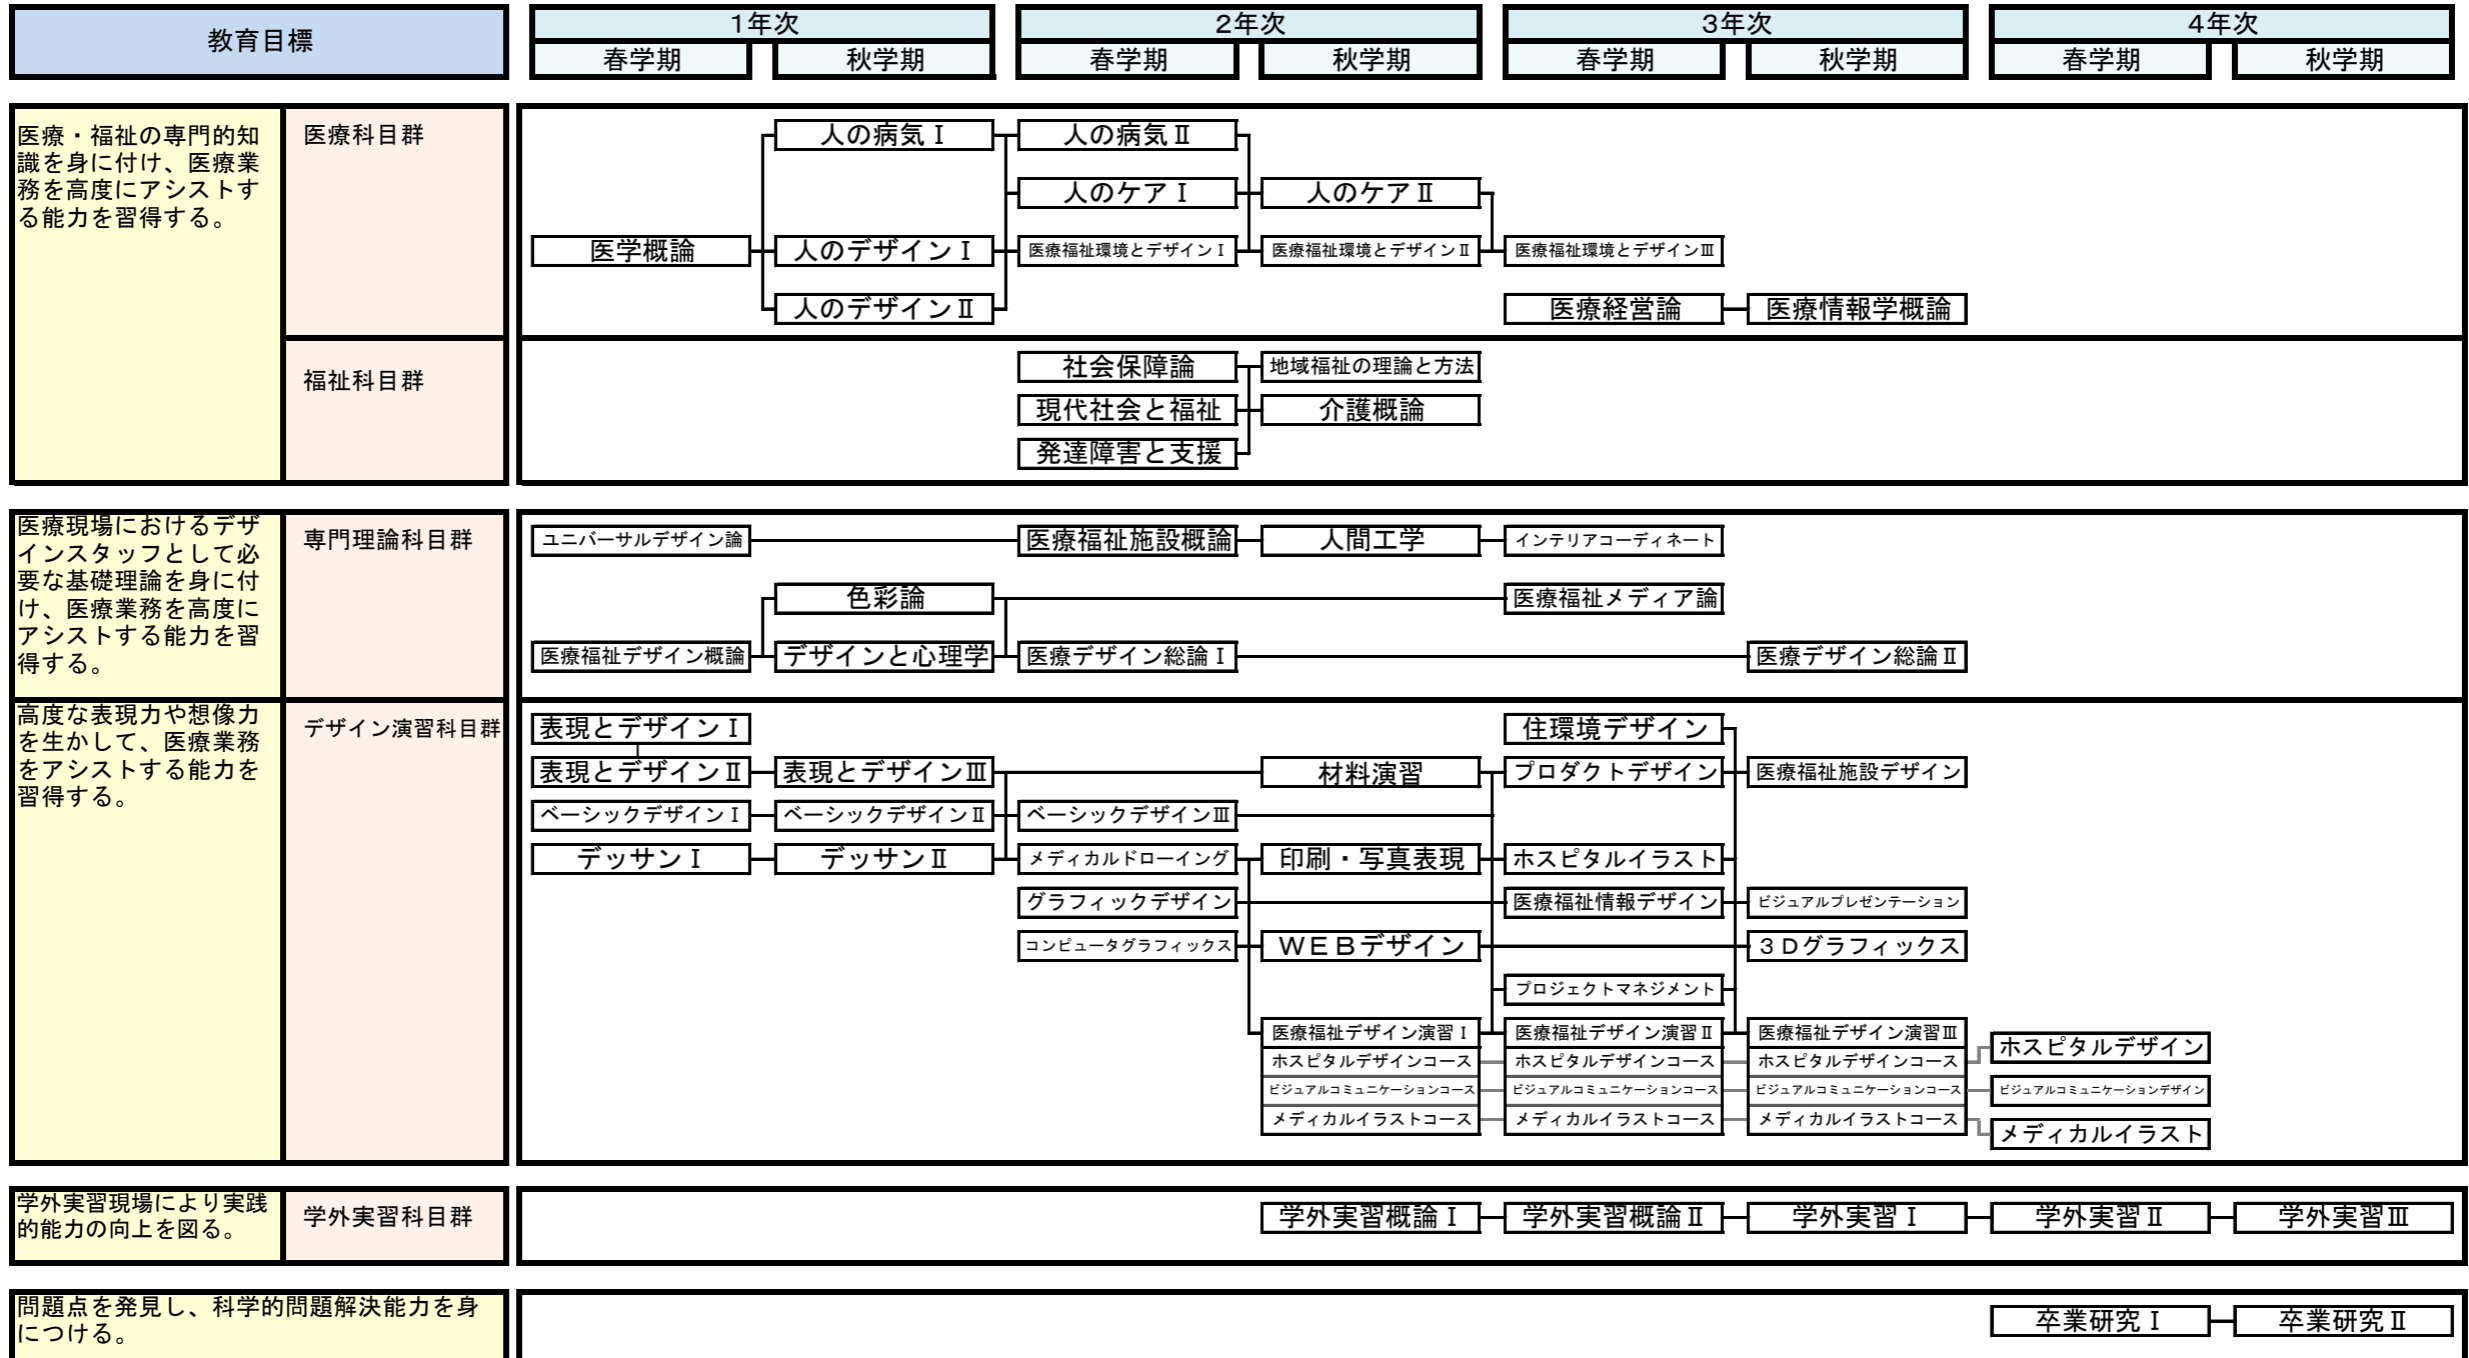 教育目標
1年次
2年次
3年次
4年次
春学期
秋学期
春学期
秋学期
春学期
秋学期
春学期
秋学期
医療・福祉の専門的知
識を身に付け、医療業
務を高度にアシストす
る能力を習得する。
医療科目群
人の病気Ⅰ
人の病気Ⅱ
人のケアⅠ
人のケアⅡ
医学概論
人のデザインⅠ
医療福祉環境とデザインⅠ
医療福祉環境とデザインⅡ
医療福祉環境とデザインⅢ
人のデザインⅡ
医療経営論
医療情報学概論
福祉科目群
社会保障論
地域福祉の理論と方法
現代社会と福祉
介護概論
発達障害と支援
医療現場におけるデザ
インスタッフとして必
要な基礎理論を身に付
け、医療業務を高度に
アシストする能力を習
得する。
専門理論科目群
ユニバーサルデザイン論
医療福祉施設概論
人間工学
インテリアコーディネート
色彩論
医療福祉メディア論
医療福祉デザイン概論
デザインと心理学
医療デザイン総論Ⅰ
医療デザイン総論Ⅱ
高度な表現力や想像力
を生かして、医療業務
をアシストする能力を
習得する。
デザイン演習科目群
表現とデザインⅠ
住環境デザイン
表現とデザインⅡ
表現とデザインⅢ
材料演習
プロダクトデザイン
医療福祉施設デザイン
ベーシックデザインⅠ
ベーシックデザインⅡ
ベーシックデザインⅢ
デッサンⅠ
デッサンⅡ
メディカルドローイング
印刷・写真表現
ホスピタルイラスト
グラフィックデザイン
医療福祉情報デザイン
ビジュアルプレゼンテーション
コンピュータグラフィックス
ＷＥＢデザイン
３Ｄグラフィックス
プロジェクトマネジメント
医療福祉デザイン演習Ⅰ
医療福祉デザイン演習Ⅱ
医療福祉デザイン演習Ⅲ
ホスピタルデザインコース
ホスピタルデザインコース
ホスピタルデザインコース
ホスピタルデザイン
ビジュアルコミュニケーションコース
ビジュアルコミュニケーションコース
ビジュアルコミュニケーションコース
ビジュアルコミュニケーションデザイン
メディカルイラストコース
メディカルイラストコース
メディカルイラストコース
メディカルイラスト
学外実習現場により実践
的能力の向上を図る。
学外実習科目群
学外実習概論Ⅰ
学外実習概論Ⅱ
学外実習Ⅰ
学外実習Ⅱ
学外実習Ⅲ
問題点を発見し、科学的問題解決能力を身
につける。
卒業研究Ⅰ
卒業研究Ⅱ